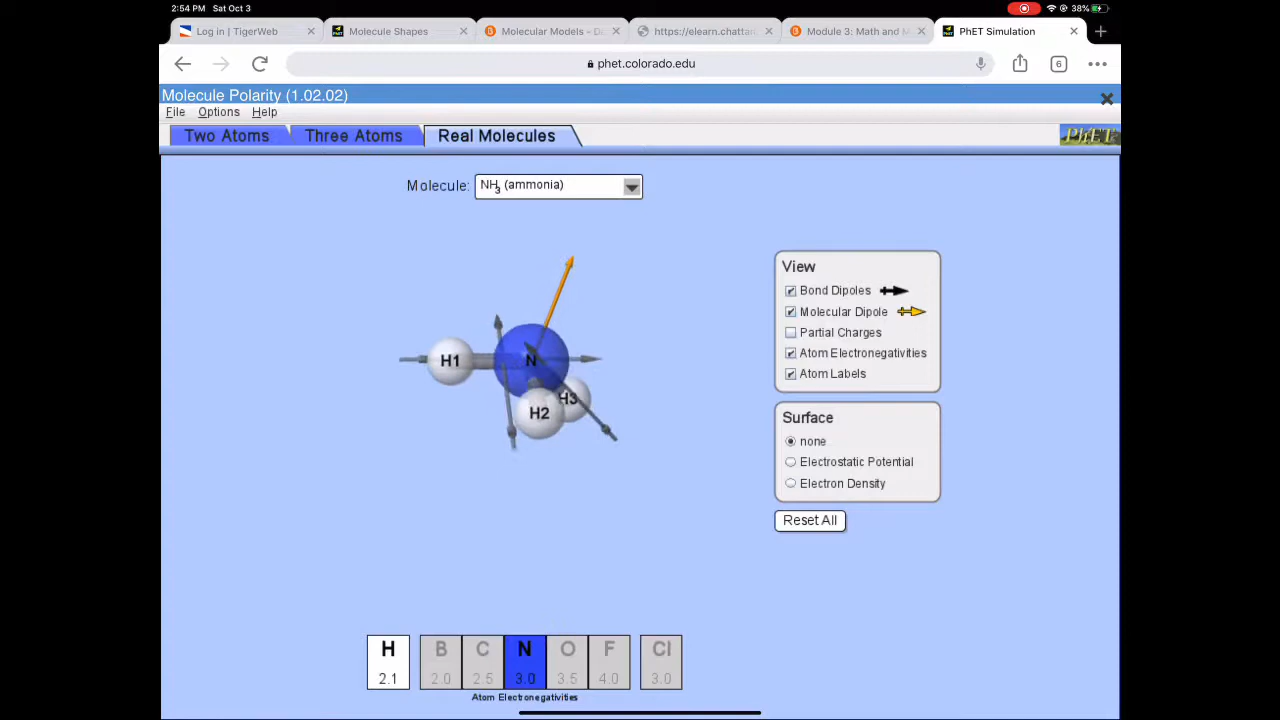 2:54 PM Sat Oct 3
38%
Log in | TigerWeb
Molecule Shapes
Molecular Models – Da
https://elearn.chattan
Module 3: Math and M
PhET Simulation
phet.colorado.edu
6
Molecule Polarity (1.02.02)
File Options Help
Two Atoms
Three Atoms
Real Molecules
PhET
Molecule: NH3 (ammonia)
View
Bond Dipoles
Molecular Dipole
Partial Charges
Atom Electronegativities
Atom Labels
H1
N
H2
H3
Surface
none
Electrostatic Potential
Electron Density
Reset All
H B C N O F Cl
2.1 2.0 2.5 3.0 3.5 4.0 3.0
Atom Electronegativities